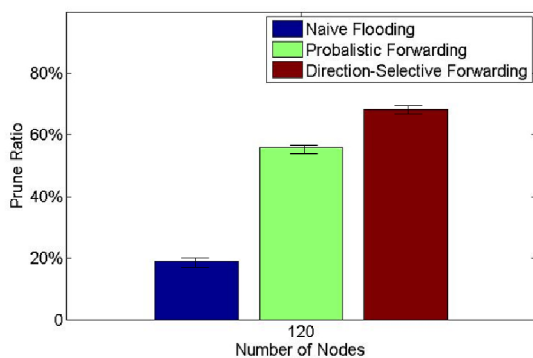 Naive Flooding
Probalistic Forwarding
Direction-Selective Forwarding
80%
60%
40%
20%
0
Prune Ratio
120
Number of Nodes